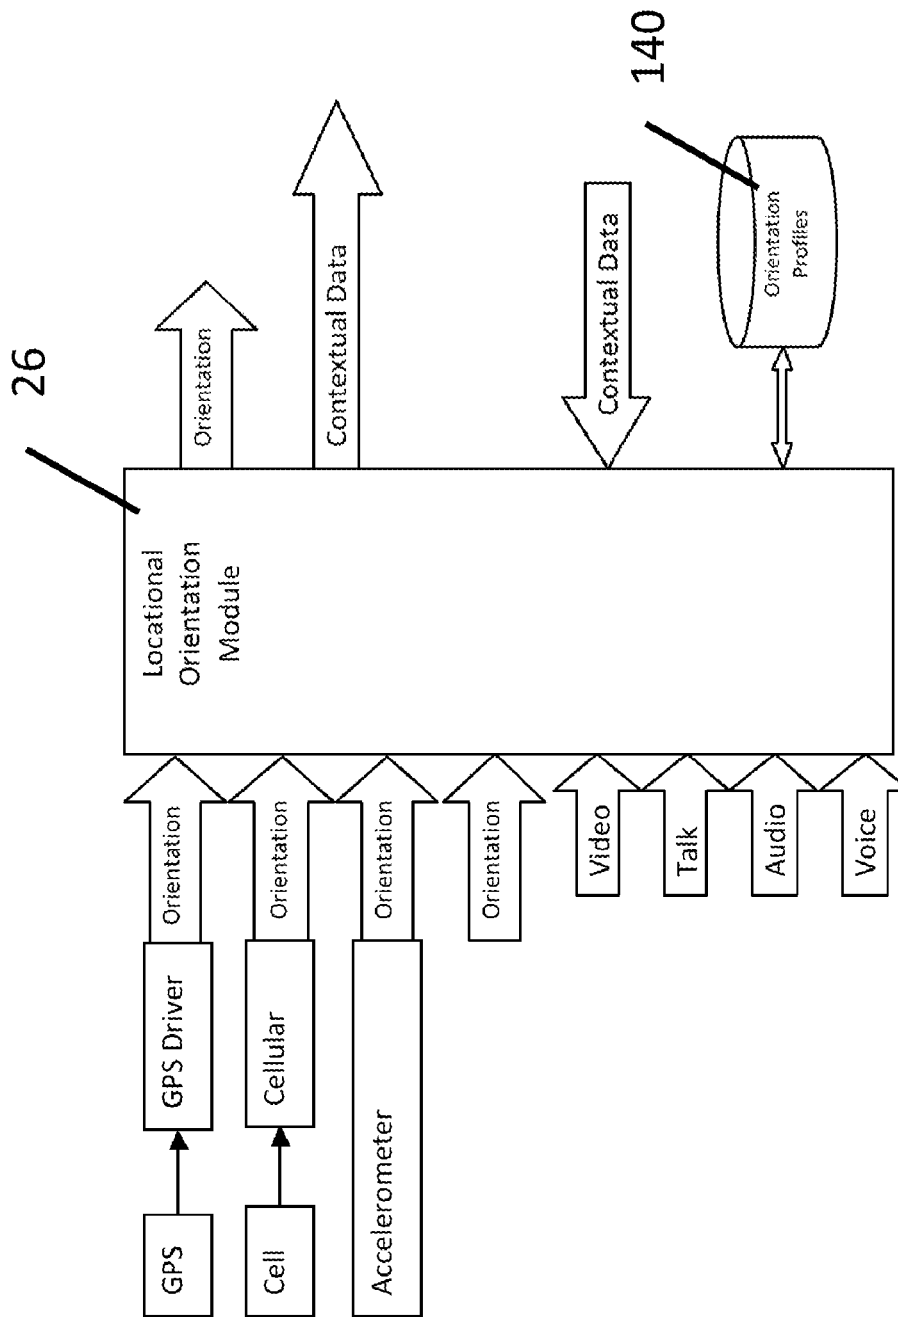 26
140
Locational
Orientation
Module
Orientation
Contextual Data
Contextual Data
Orientation
Profiles
GPS
GPS Driver
Orientation
Cell
Cellular
Orientation
Accelerometer
Orientation
Orientation
Video
Talk
Audio
Voice